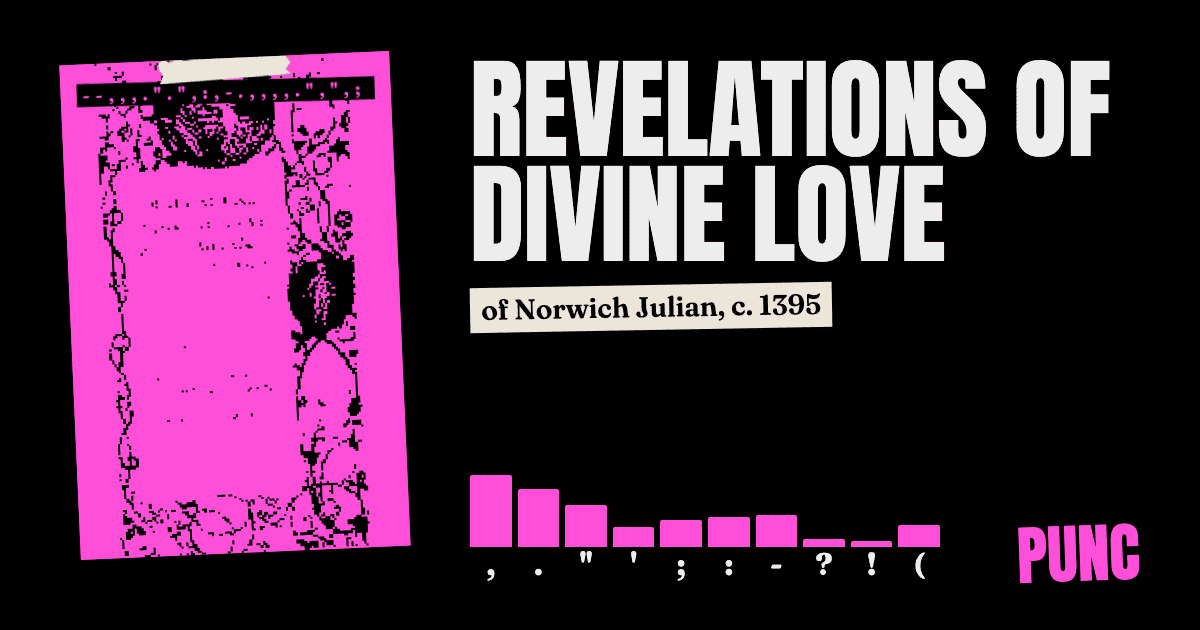 --,,,."."‚:,-.,,,,."‚"‚;
REVELATIONS OF
DIVINE LOVE
of Norwich Julian, c. 1395
, . " ' ; : - ? ! (
PUNC